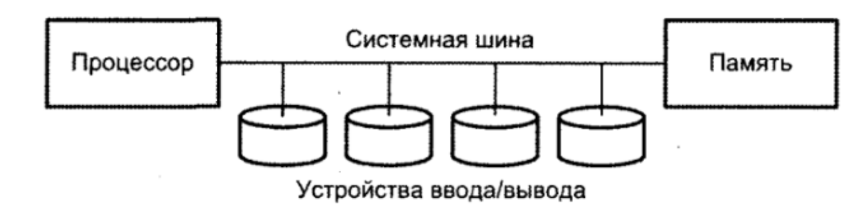 Системная шина
Процессор
Память
Устройства ввода/вывода